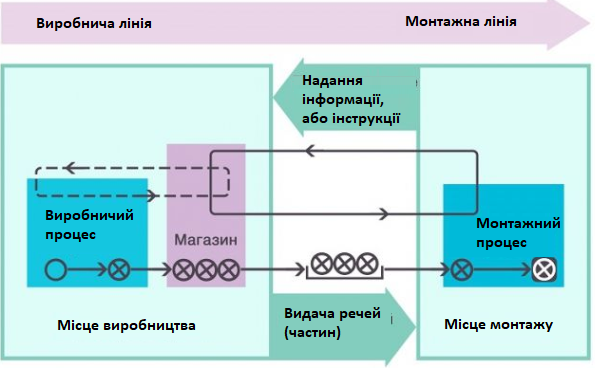 Виробнича лінія
Монтажна лінія
Надання
інформації,
або інструкції
Виробничий
процес
Магазин
Монтажний
процес
Місце виробництва
Видача речей
(частин)
Місце монтажу